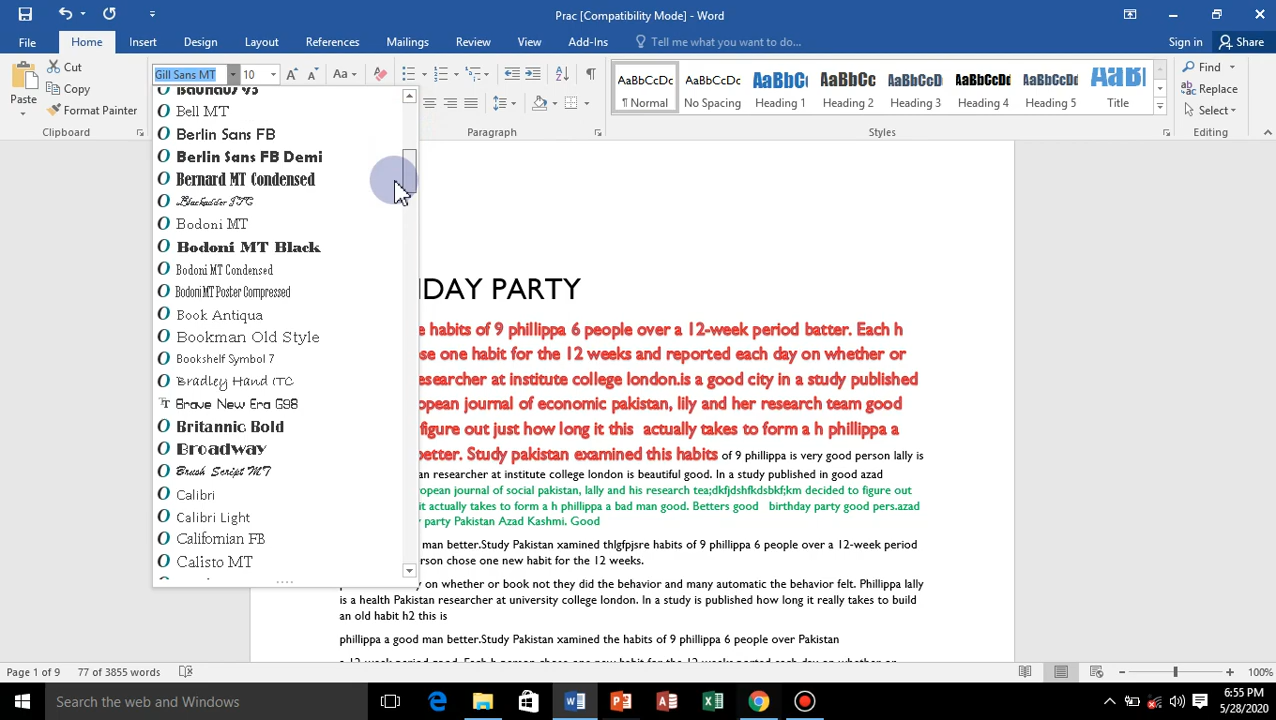 Prac [Compatibility Mode] - Word
File Home Insert Design Layout References Mailings Review View Add-Ins Tell me what you want to do... Sign in Share
Paste
Cut
Copy
Format Painter
Clipboard
Gill Sans MT 10 Aa
Paragraph
AaBbCcDc ¶ Normal
AaBbCcDc No Spacing
AaBbCc Heading 1
AaBbCc Heading 2
AaBbCcDd Heading 3
AaBbCcDc Heading 4
AaBbCcDc Heading 5
AaBb Title
Styles
Find
Replace
Select
Editing
Bauhaus 93
Bell MT
Berlin Sans FB
Berlin Sans FB Demi
Bernard MT Condensed
Blackadder ITC
Bodoni MT
Bodoni MT Black
Bodoni MT Condensed
Bodoni MT Poster Compressed
Book Antiqua
Bookman Old Style
Bookshelf Symbol 7
Bradley Hand ITC
Brave New Era G98
Britannic Bold
Broadway
Brush Script MT
Calibri
Calibri Light
Californian FB
Calisto MT
DAY PARTY
e habits of 9 phillippa 6 people over a 12-week period batter. Each h
se one habit for the 12 weeks and reported each day on whether or
esearcher at institute college london.is a good city in a study published
pean journal of economic pakistan, lily and her research team good
figure out just how long it this actually takes to form a h phillippa a
better. Study pakistan examined this habits of 9 phillippa is very good person lally is
an researcher at institute college london is beautiful good. In a study published in good azad
ropean journal of social pakistan, lally and his research tea;dkfjdshfkdsbkf;km decided to figure out
it actually takes to form a h phillippa a bad man good. Betters good birthday party good pers.azad
party Pakistan Azad Kashmi. Good
man better.Study Pakistan xamined thlgfpjsre habits of 9 phillippa 6 people over a 12-week period
rson chose one new habit for the 12 weeks.
y on whether or book not they did the behavior and many automatic the behavior felt. Phillippa lally
is a health Pakistan researcher at university college london. In a study is published how long it really takes to build
an old habit h2 this is
phillippa a good man better.Study Pakistan xamined the habits of 9 phillippa 6 people over Pakistan
Page 1 of 9 77 of 3855 words 100%
Search the web and Windows
6:55 PM
5/28/2020